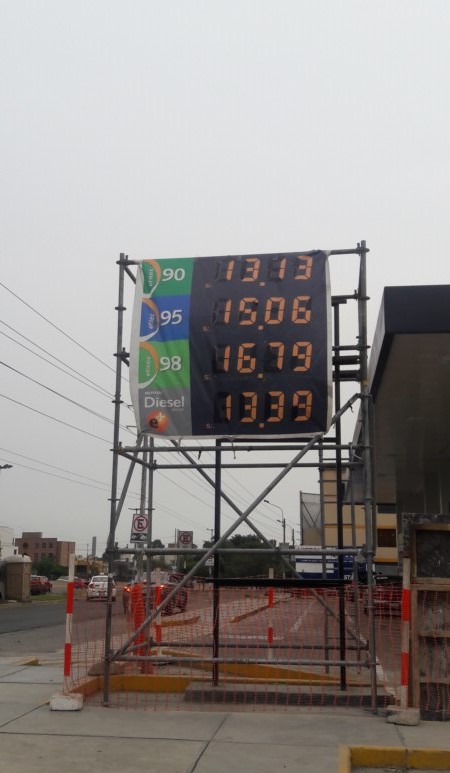 90 S/. 13.13
95 S/. 15.06
98 S/. 16.79
Diesel S/. 13.39
e+
E